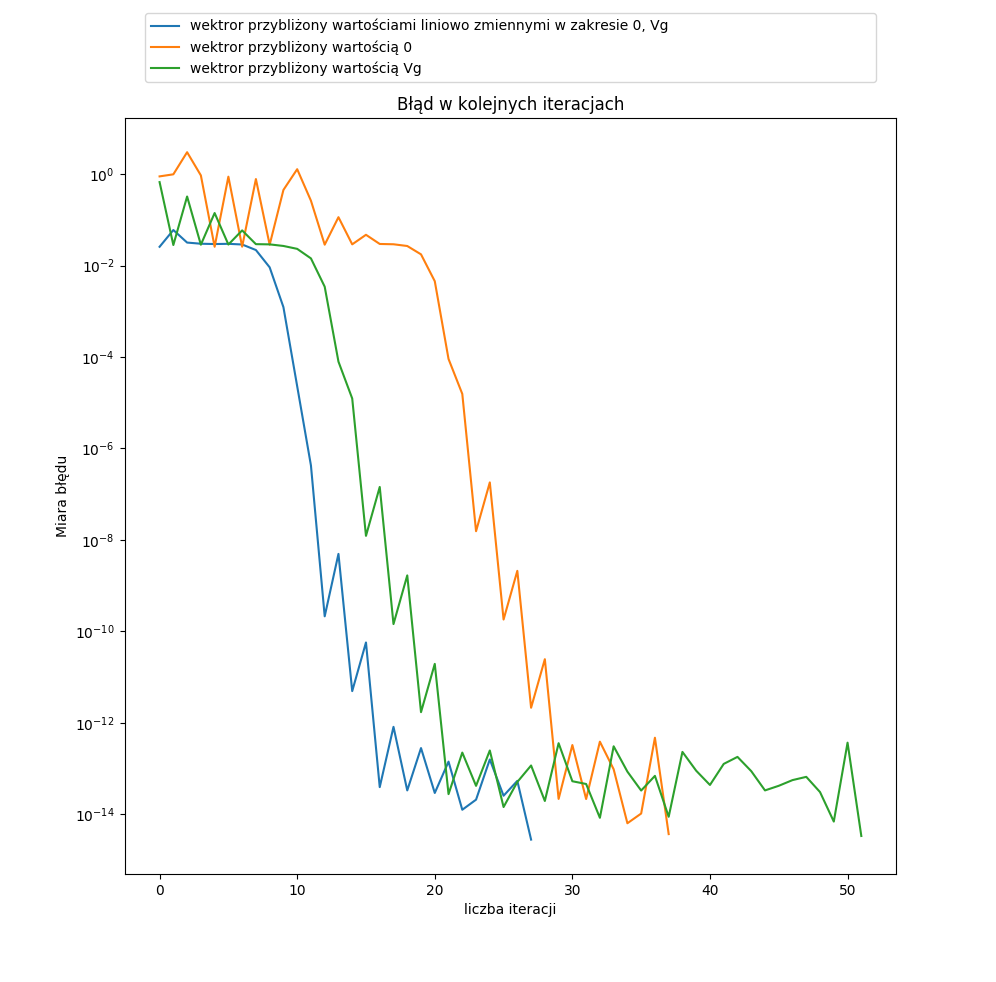 wektror przybliżony wartościami liniowo zmiennymi w zakresie 0, Vg
wektror przybliżony wartością 0
wektror przybliżony wartością Vg
Błąd w kolejnych iteracjach
Miara błędu
10⁰
10⁻²
10⁻⁴
10⁻⁶
10⁻⁸
10⁻¹⁰
10⁻¹²
10⁻¹⁴
0 10 20 30 40 50
liczba iteracji